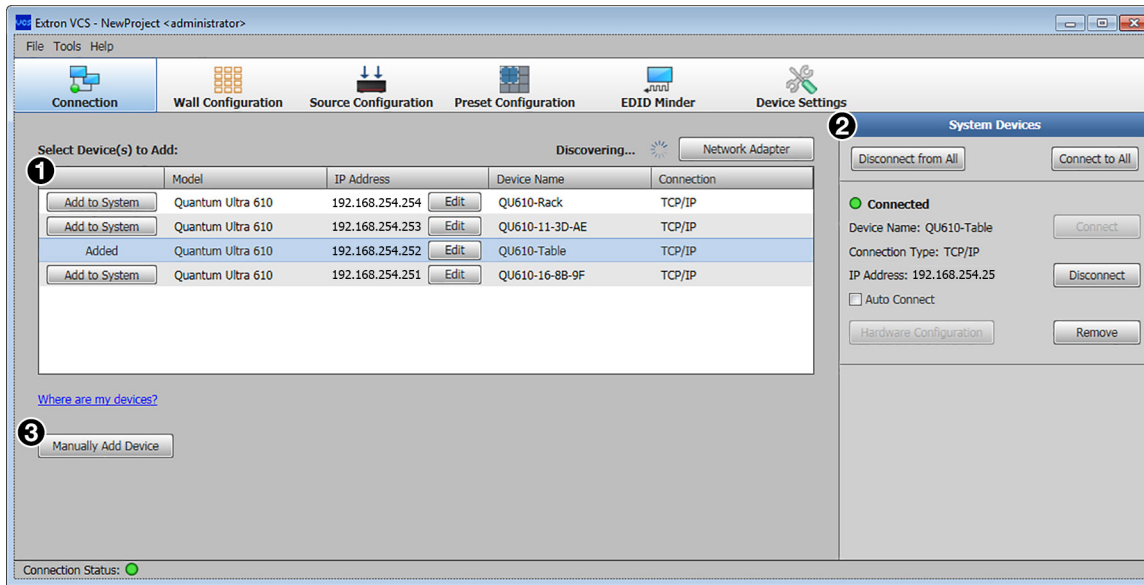 VCS Extron VCS - NewProject <administrator>
File Tools Help
Connection Wall Configuration Source Configuration Preset Configuration EDID Minder Device Settings
Select Device(s) to Add: Discovering... Network Adapter
1
Model IP Address Device Name Connection
Add to System Quantum Ultra 610 192.168.254.254 Edit QU610-Rack TCP/IP
Add to System Quantum Ultra 610 192.168.254.253 Edit QU610-11-3D-AE TCP/IP
Added Quantum Ultra 610 192.168.254.252 Edit QU610-Table TCP/IP
Add to System Quantum Ultra 610 192.168.254.251 Edit QU610-16-8B-9F TCP/IP
Where are my devices?
3
Manually Add Device
2 System Devices
Disconnect from All Connect to All
Connected
Device Name: QU610-Table Connect
Connection Type: TCP/IP
IP Address: 192.168.254.25 Disconnect
Auto Connect
Hardware Configuration Remove
Connection Status: